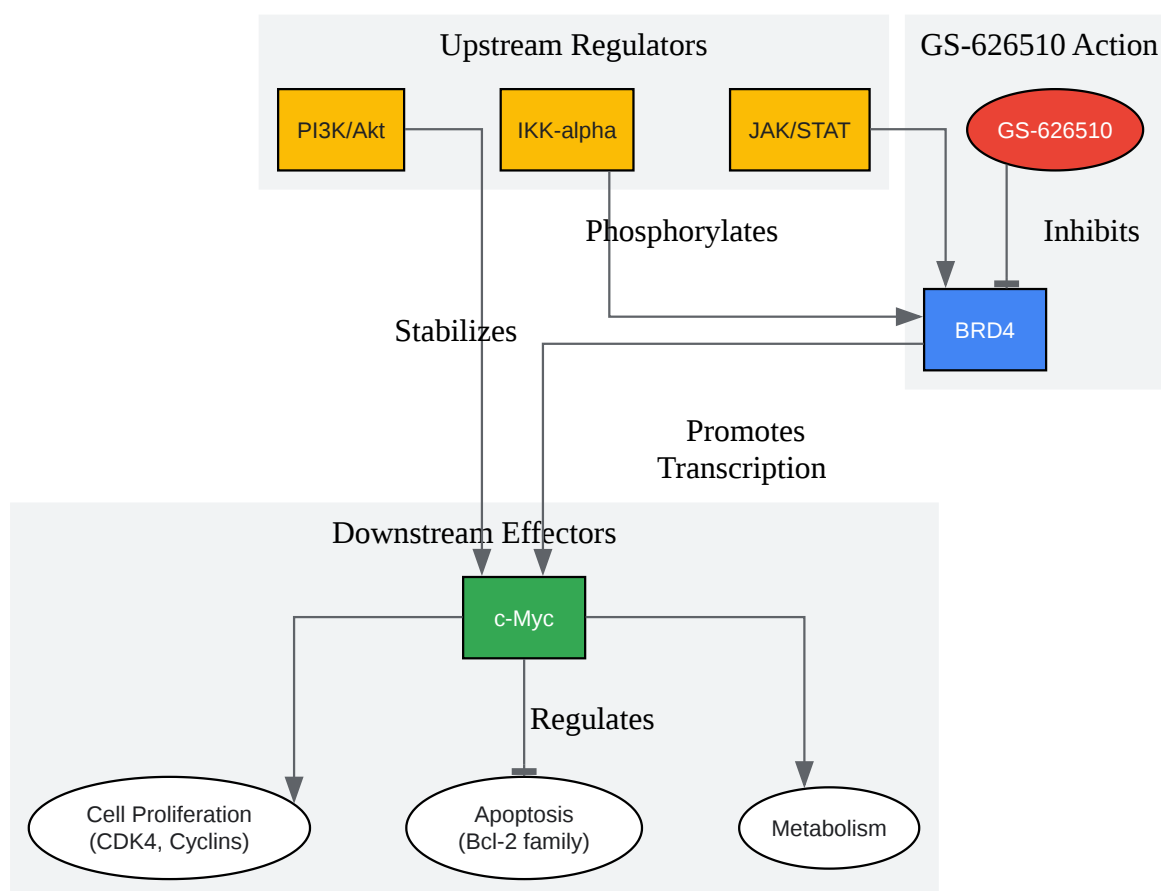 Upstream Regulators
GS-626510 Action
PI3K/Akt
IKK-alpha
JAK/STAT
GS-626510
Phosphorylates
Inhibits
Stabilizes
BRD4
Promotes
Transcription
Downstream Effectors
c-Myc
Regulates
Cell Proliferation
(CDK4, Cyclins)
Apoptosis
(Bcl-2 family)
Metabolism